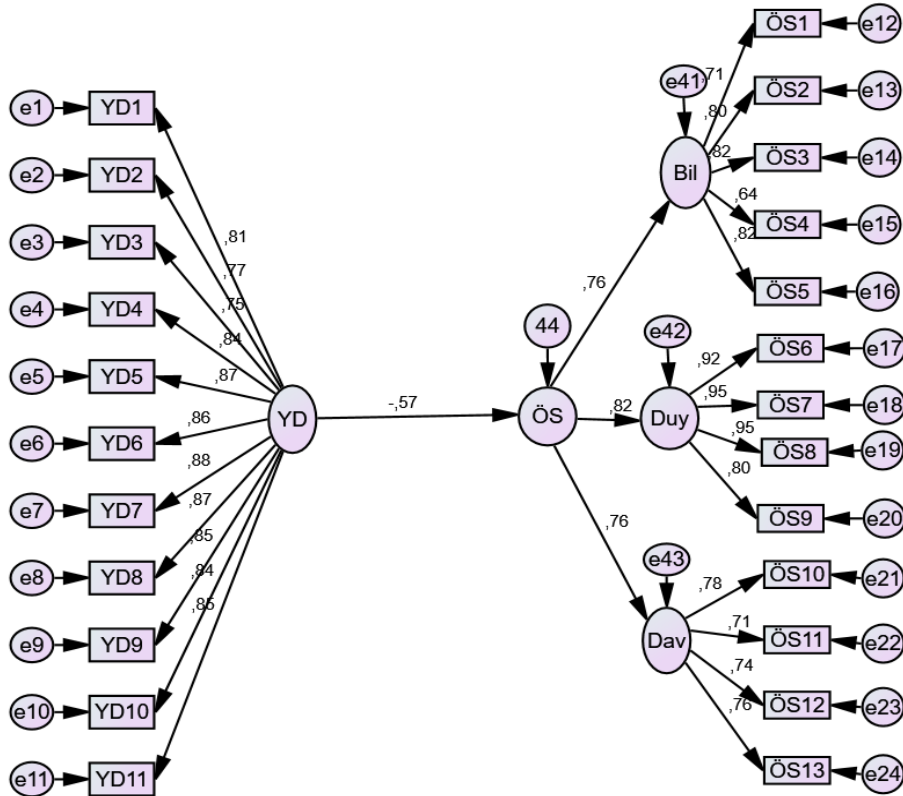 e1 YD1
e2 YD2
e3 YD3
e4 YD4
e5 YD5
e6 YD6
e7 YD7
e8 YD8
e9 YD9
e10 YD10
e11 YD11
,81
,77
,75
,84
,87
,86
,88
,87
,85
,84
,85
YD
-,57
44
ÖS
,76
,82
,76
e41
Bil
,71
,80
,82
,64
,82
ÖS1 e12
ÖS2 e13
ÖS3 e14
ÖS4 e15
ÖS5 e16
e42
Duy
,92
,95
,95
,80
ÖS6 e17
ÖS7 e18
ÖS8 e19
ÖS9 e20
e43
Dav
,78
,71
,74
,76
ÖS10 e21
ÖS11 e22
ÖS12 e23
ÖS13 e24